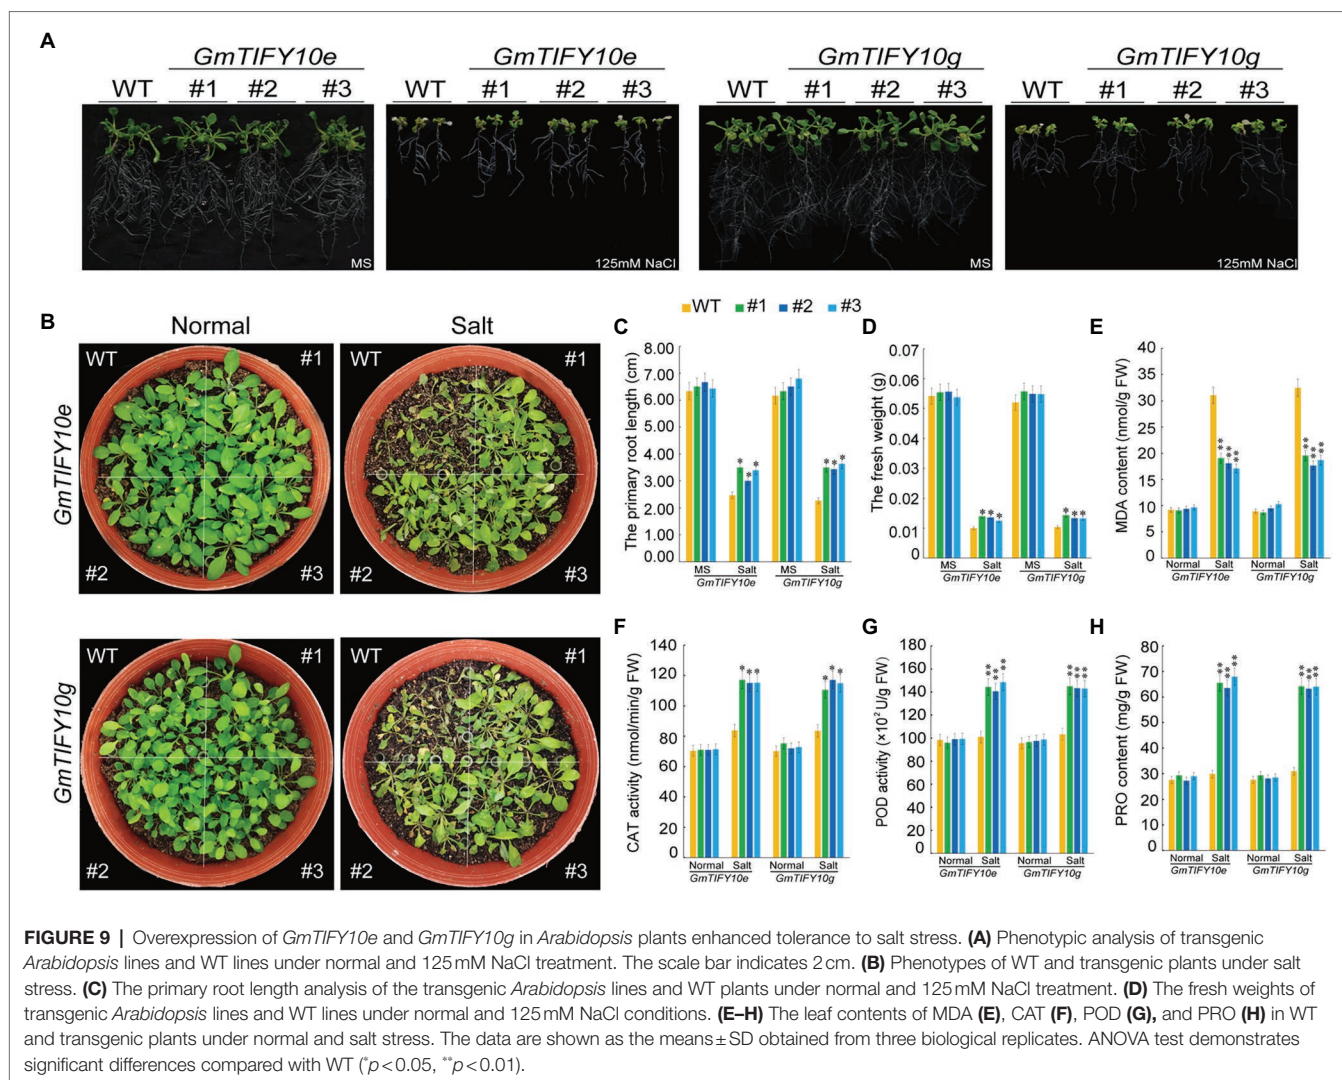 A
GmTIFY10e GmTIFY10e GmTIFY10g GmTIFY10g
WT #1 #2 #3 WT #1 #2 #3 WT #1 #2 #3 WT #1 #2 #3
MS 125mM NaCl MS 125mM NaCl
B
Normal Salt
GmTIFY10e
WT #1 WT #1
#2 #3 #2 #3
GmTIFY10g
WT #1 WT #1
#2 #3 #2 #3
WT #1 #2 #3
C
The primary root length (cm)
8.00
7.00
6.00
5.00
4.00
3.00
2.00
1.00
0.00
* * * * * *
MS Salt MS Salt
GmTIFY10e GmTIFY10g
D
The fresh weight (g)
0.07
0.06
0.05
0.04
0.03
0.02
0.01
0
* * * * * *
MS Salt MS Salt
GmTIFY10e GmTIFY10g
E
MDA content (nmol/g FW)
40
35
30
25
20
15
10
5
0
** ** ** ** ** **
Normal Salt Normal Salt
GmTIFY10e GmTIFY10g
F
CAT activity (nmol/min/g FW)
140
120
100
80
60
40
20
0
* * * * * *
Normal Salt Normal Salt
GmTIFY10e GmTIFY10g
G
POD activity (×10² U/g FW)
180
160
140
120
100
80
60
40
20
0
** ** ** ** ** **
Normal Salt Normal Salt
GmTIFY10e GmTIFY10g
H
PRO content (mg/g FW)
80
70
60
50
40
30
20
10
0
** ** ** ** ** **
Normal Salt Normal Salt
GmTIFY10e GmTIFY10g
FIGURE 9 | Overexpression of GmTIFY10e and GmTIFY10g in Arabidopsis plants enhanced tolerance to salt stress. (A) Phenotypic analysis of transgenic
Arabidopsis lines and WT lines under normal and 125 mM NaCl treatment. The scale bar indicates 2 cm. (B) Phenotypes of WT and transgenic plants under salt
stress. (C) The primary root length analysis of the transgenic Arabidopsis lines and WT plants under normal and 125 mM NaCl treatment. (D) The fresh weights of
transgenic Arabidopsis lines and WT lines under normal and 125 mM NaCl conditions. (E–H) The leaf contents of MDA (E), CAT (F), POD (G), and PRO (H) in WT
and transgenic plants under normal and salt stress. The data are shown as the means ± SD obtained from three biological replicates. ANOVA test demonstrates
significant differences compared with WT (*p < 0.05, **p < 0.01).